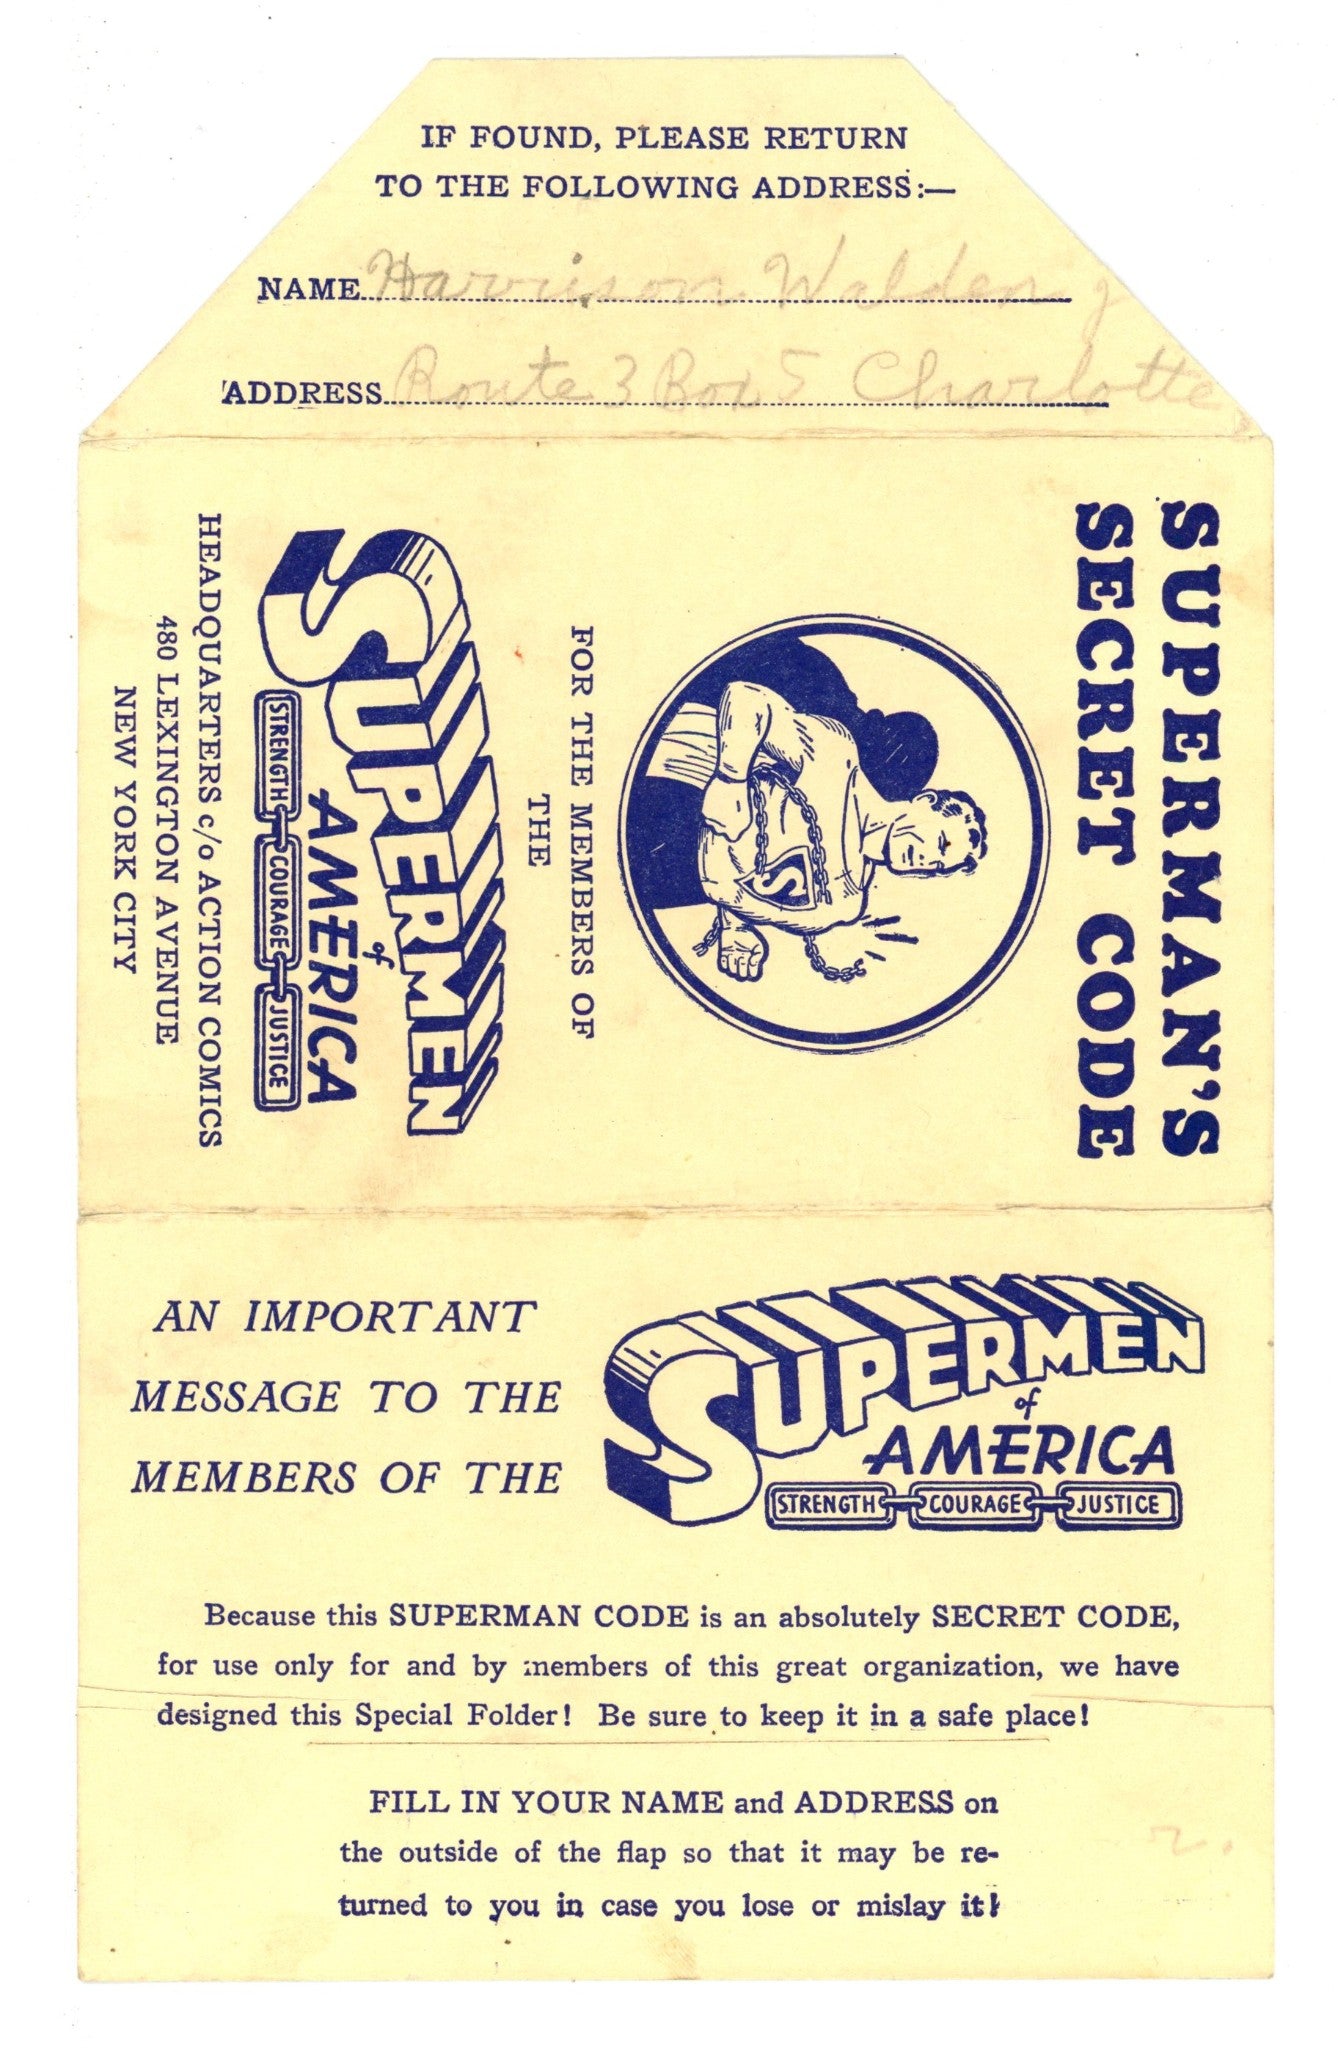 IF FOUND, PLEASE RETURN
TO THE FOLLOWING ADDRESS:—
NAME Harrison Walden J
ADDRESS Route 3 Box 5 Charlotte
SUPERMAN'S
SECRET CODE
S
FOR THE MEMBERS OF
THE
SUPERMEN
of
AMERICA
STRENGTH COURAGE JUSTICE
HEADQUARTERS c/o ACTION COMICS
480 LEXINGTON AVENUE
NEW YORK CITY
AN IMPORTANT
MESSAGE TO THE
MEMBERS OF THE
SUPERMEN
of
AMERICA
STRENGTH COURAGE JUSTICE
Because this SUPERMAN CODE is an absolutely SECRET CODE,
for use only for and by members of this great organization, we have
designed this Special Folder! Be sure to keep it in a safe place!
FILL IN YOUR NAME and ADDRESS on
the outside of the flap so that it may be re-
turned to you in case you lose or mislay it!